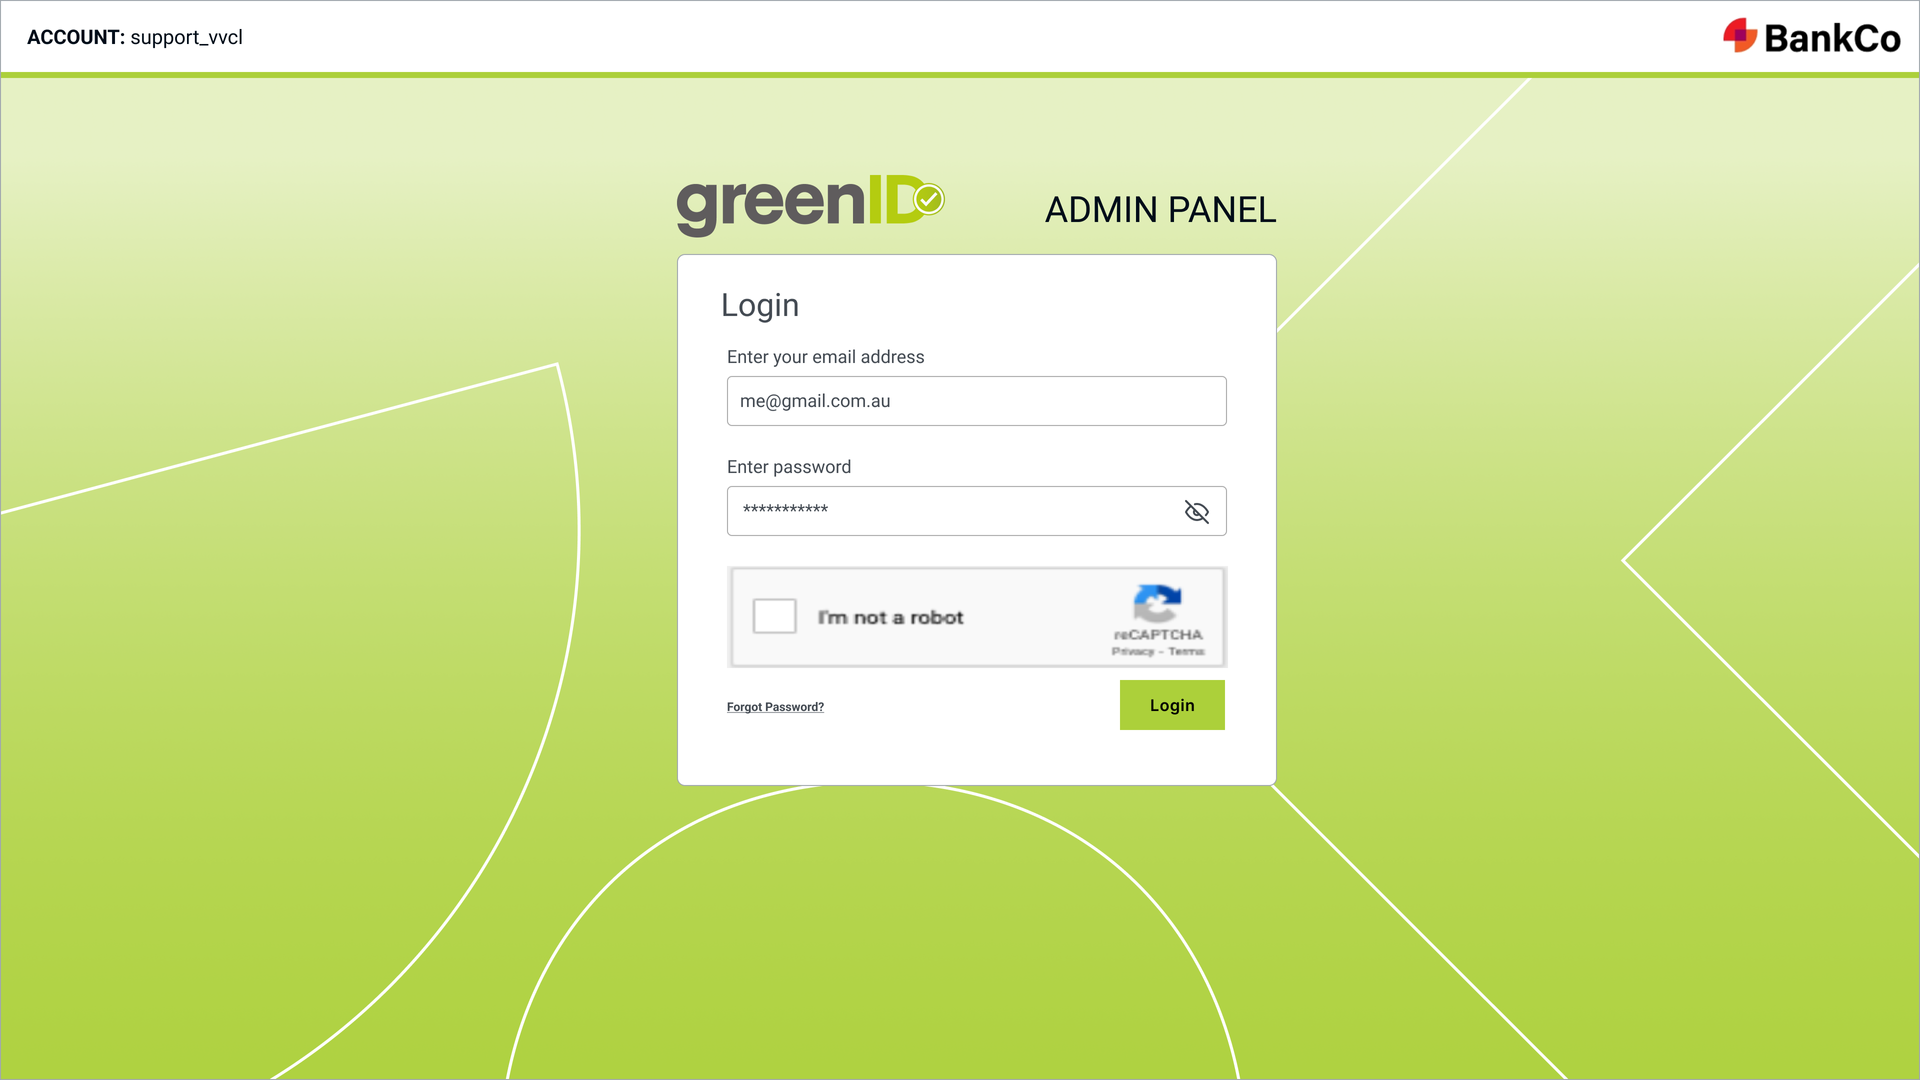 ACCOUNT: support_vvcl
BankCo
greenID
ADMIN PANEL
Login
Enter your email address
me@gmail.com.au
Enter password
***********
I'm not a robot
reCAPTCHA
Privacy - Terms
Forgot Password?
Login